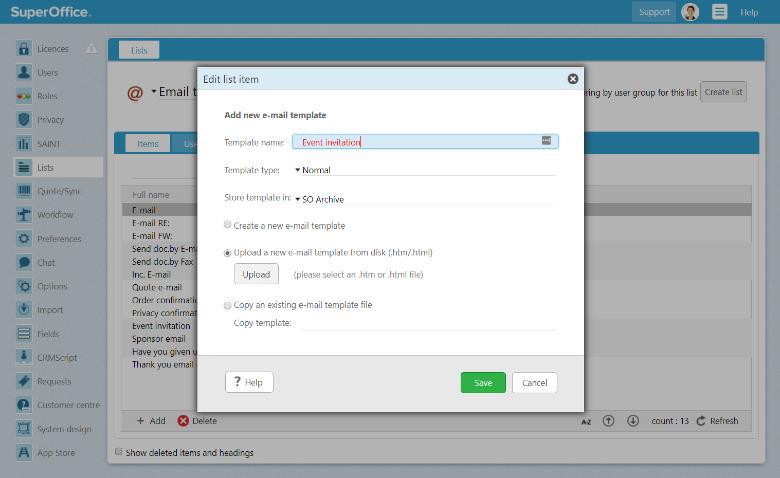 SuperOffice.
Support
Help
Licences
Users
Roles
Privacy
SAINT
Lists
Quote/Sync
Workflow
Preferences
Chat
Options
Import
Fields
CRMScript
Requests
Customer centre
System design
App Store
Lists
@ Email t
ring by user group for this list
Create list
Items
Use
Full name
E-mail
E-mail RE:
E-mail FW:
Send doc.by E-m
Send doc.by Fax
Inc. E-mail
Quote e-mail
Order confirmatio
Privacy confirmat
Event invitation
Sponsor email
Have you given u
Thank you email
Edit list item
Add new e-mail template
Template name: Event invitation
Template type: Normal
Store template in: SO Archive
Create a new e-mail template
Upload a new e-mail template from disk (.htm/.html)
Upload (please select an .htm or .html file)
Copy an existing e-mail template file
Copy template:
? Help
Save
Cancel
+ Add
Delete
A-Z
count : 13
Refresh
Show deleted items and headings